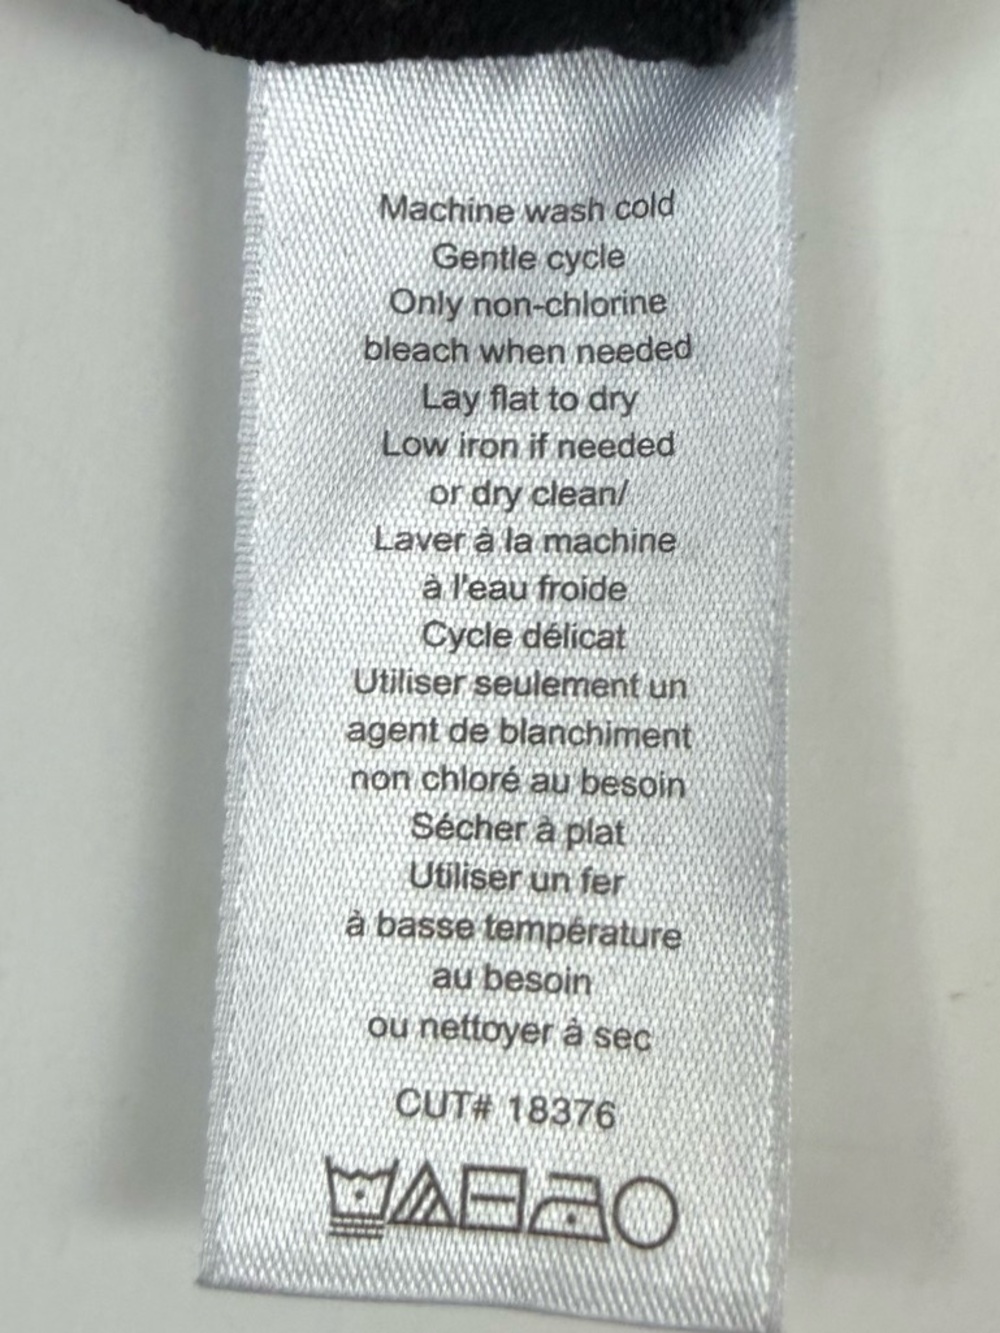 Machine wash cold
Gentle cycle
Only non-chlorine
bleach when needed
Lay flat to dry
Low iron if needed
or dry clean/
Laver à la machine
à l'eau froide
Cycle délicat
Utiliser seulement un
agent de blanchiment
non chloré au besoin
Sécher à plat
Utiliser un fer
à basse température
au besoin
ou nettoyer à sec
CUT# 18376